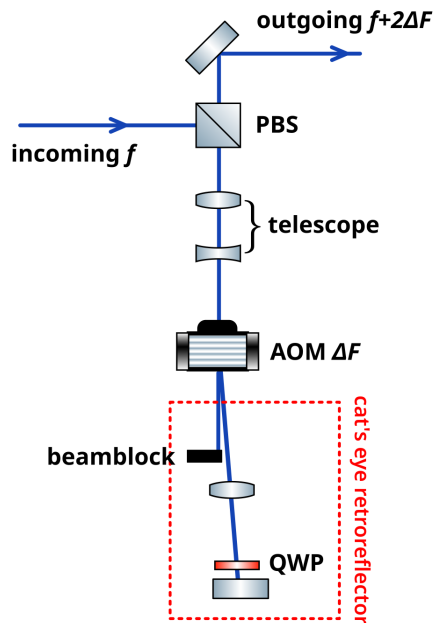 outgoing f+2ΔF
PBS
incoming f
telescope
AOM ΔF
cat's eye retroreflector
beamblock
QWP